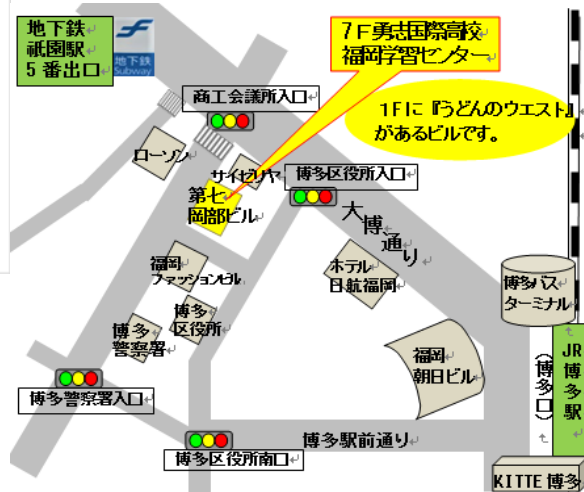 地下鉄
祇園駅
5番出口
地下鉄
Subway
7F勇志国際高校
福岡学習センター
1Fに『うどんのウエスト』
があるビルです。
商工会議所入口
ローソン
サイゼリヤ
博多区役所入口
第七
岡部ビル
大博通り
福岡
ファッションビル
ホテル
日航福岡
博多バス
ターミナル
博多
区役所
博多
警察署
福岡
朝日ビル
JR
博多駅
(博多口)
博多警察署入口
博多駅前通り
博多区役所南口
KITTE 博多